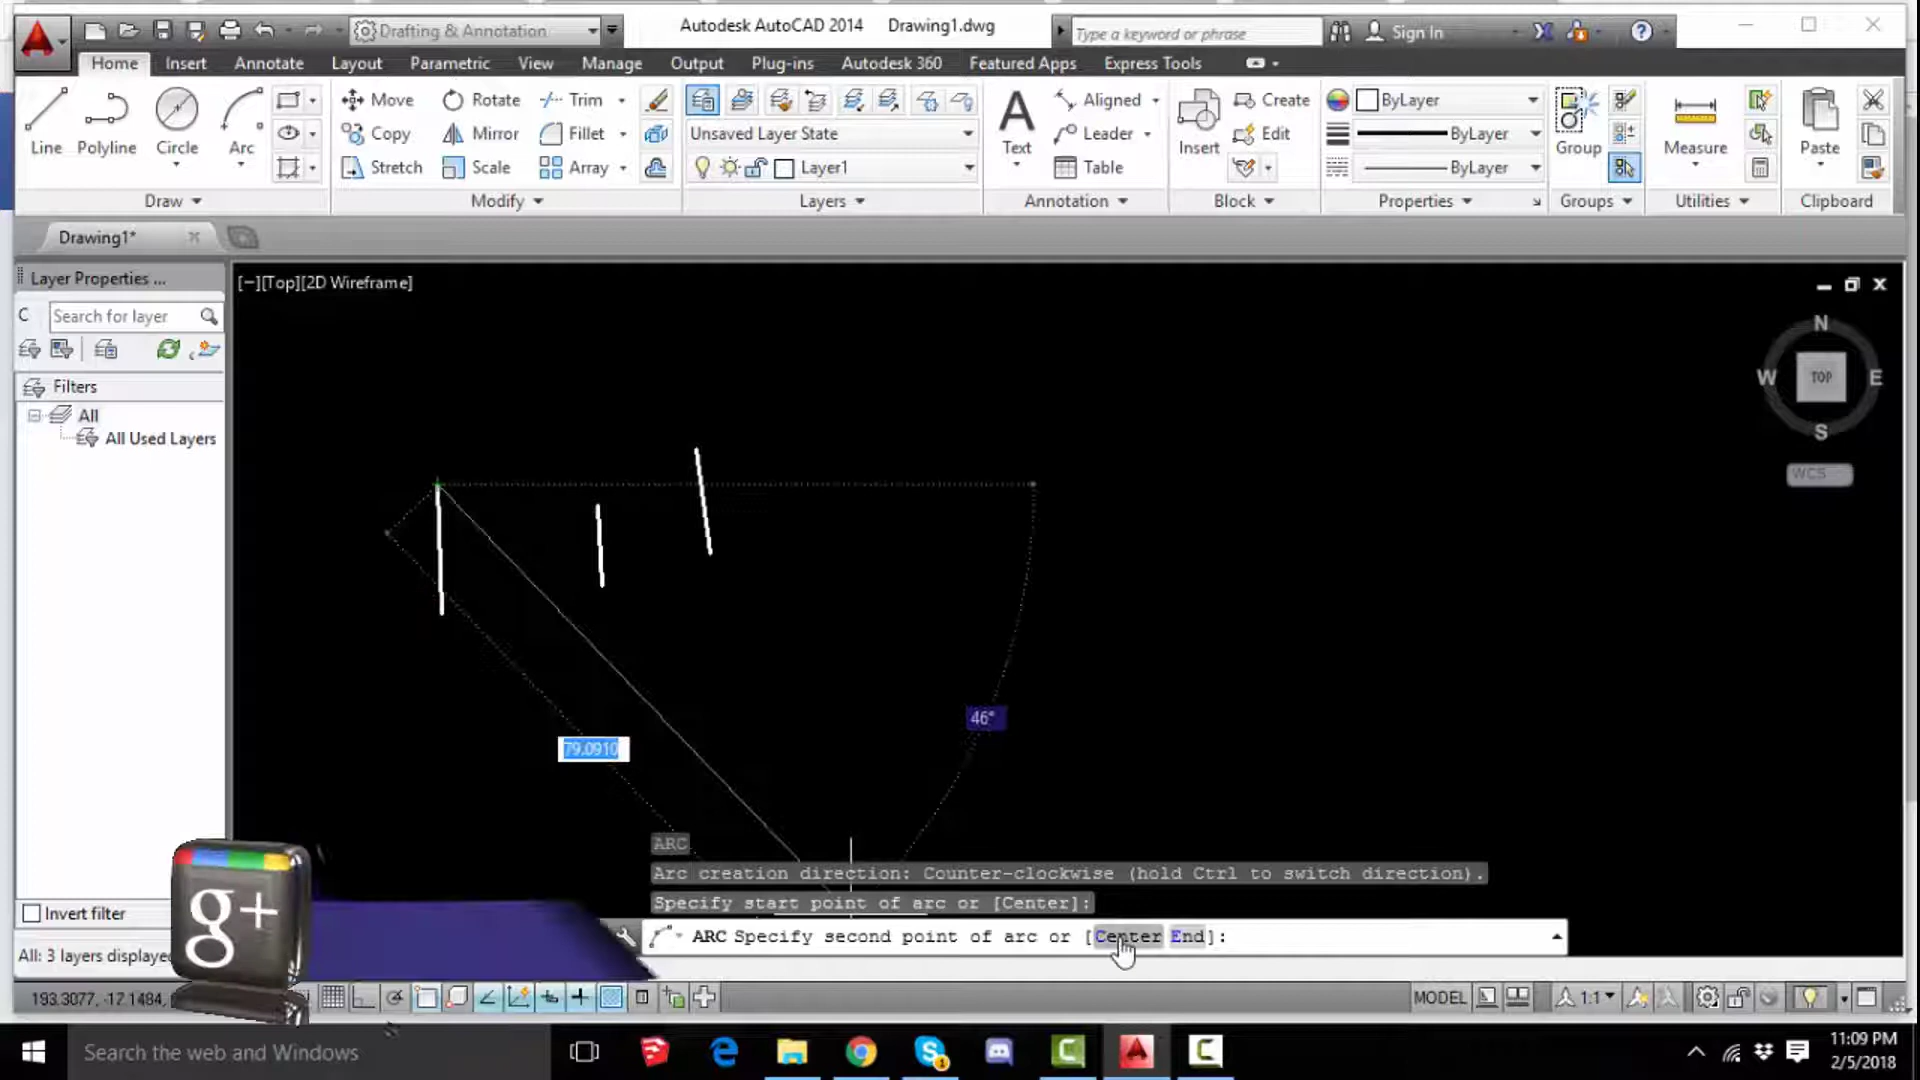 Drafting & Annotation
Autodesk AutoCAD 2014 Drawing1.dwg
Type a keyword or phrase
Sign In
Home Insert Annotate Layout Parametric View Manage Output Plug-ins Autodesk 360 Featured Apps Express Tools
Line Polyline Circle Arc
Move Rotate Trim
Copy Mirror Fillet
Stretch Scale Array
Unsaved Layer State
Layer1
Text
Aligned
Leader
Table
Insert
Create
Edit
ByLayer
ByLayer
ByLayer
Group
Measure
Paste
Draw Modify Layers Annotation Block Properties Groups Utilities Clipboard
Drawing1*
Layer Properties ...
C Search for layer
Filters
All
All Used Layers
Invert filter
All: 3 layers displayed
[−][Top][2D Wireframe]
N
W TOP E
S
WCS
46°
79.0910
ARC
Arc creation direction: Counter-clockwise (hold Ctrl to switch direction).
Specify start point of arc or [Center]:
ARC Specify second point of arc or [Center End]:
g+
193.3077, -17.1484,
MODEL
1:1
Search the web and Windows
1
11:09 PM
2/5/2018